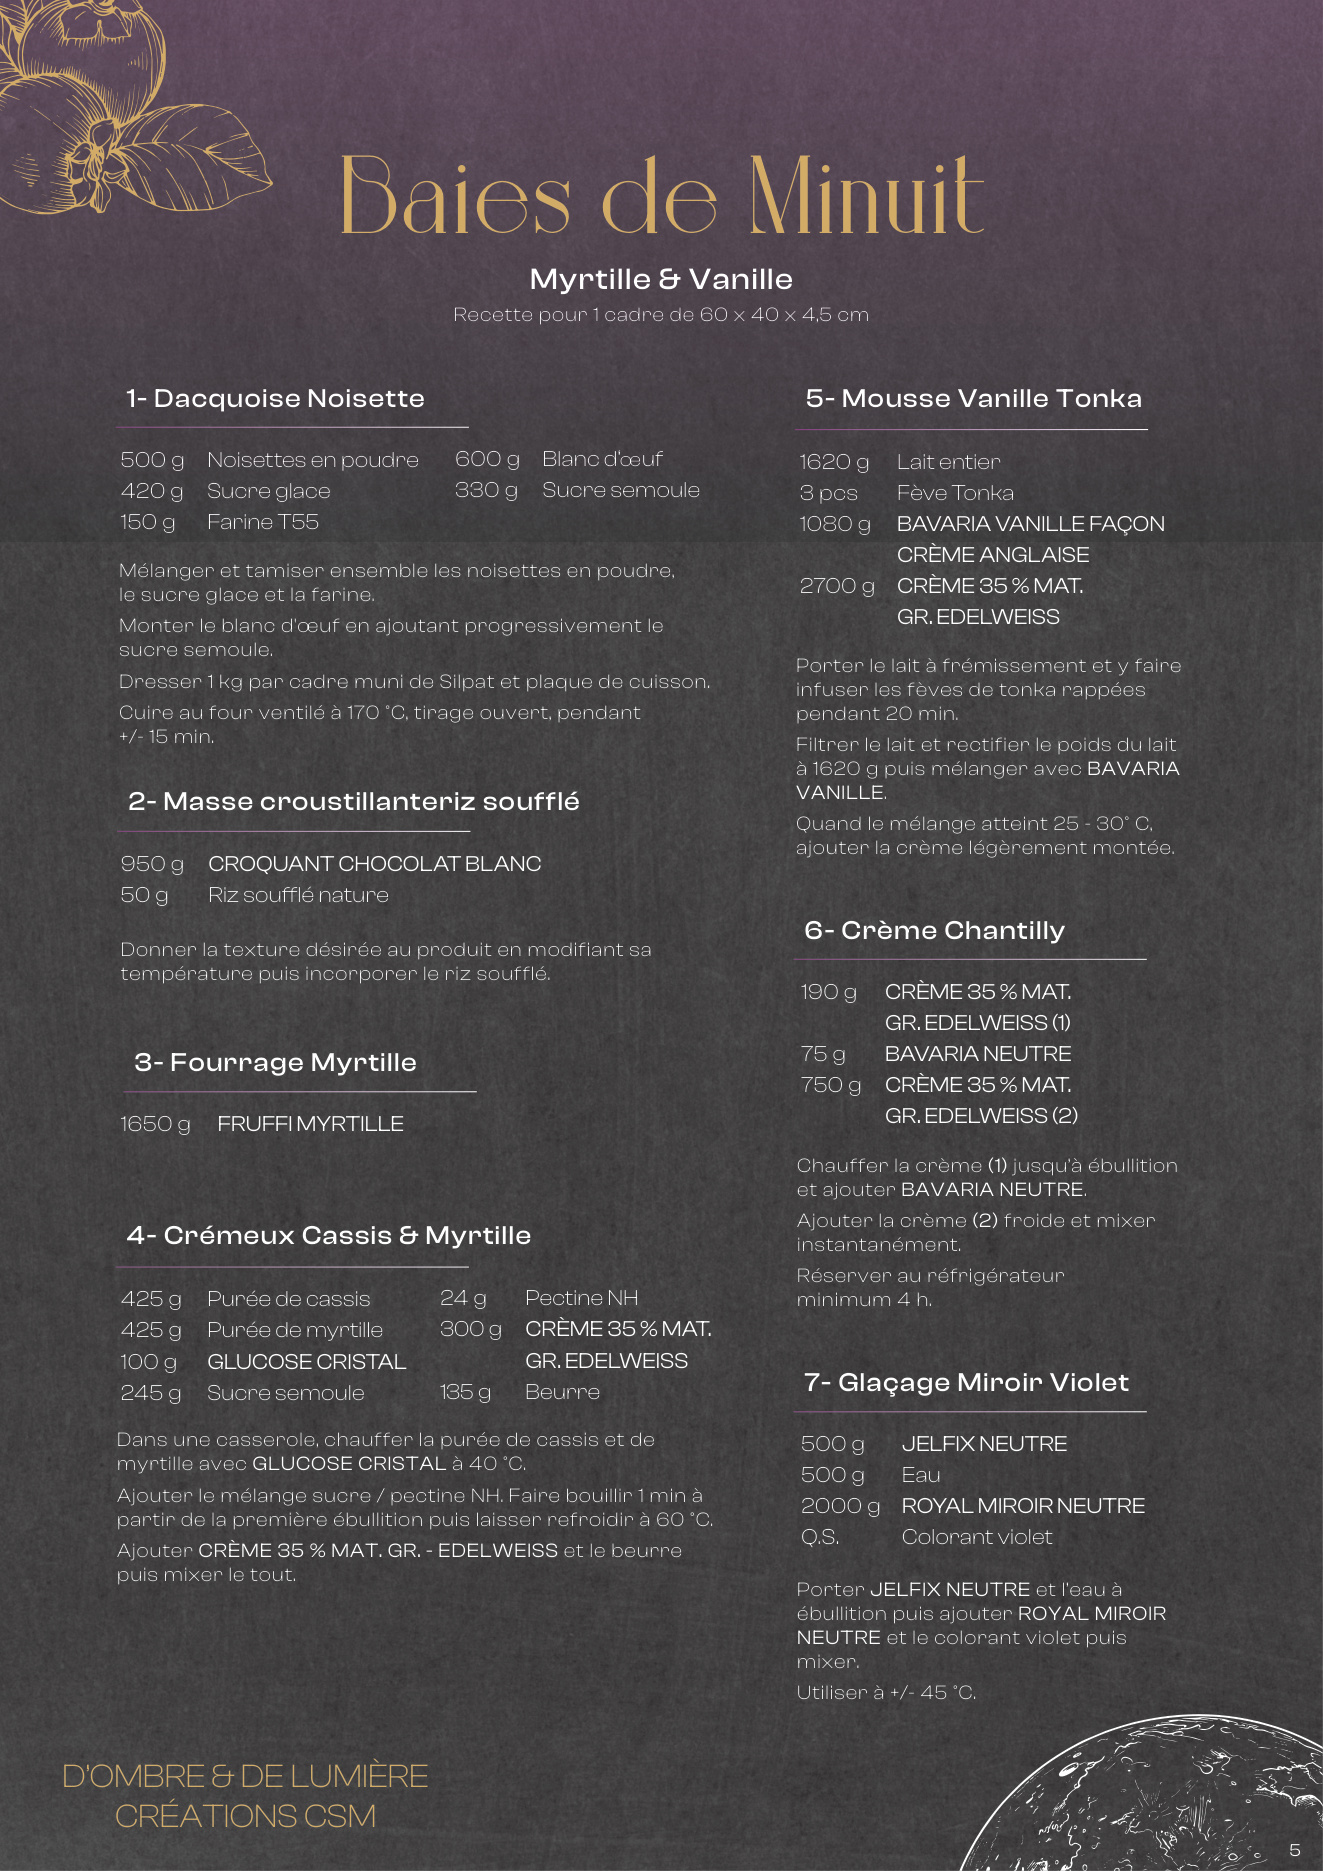 Baies de Minuit
Myrtille & Vanille
Recette pour 1 cadre de 60 x 40 x 4,5 cm
1- Dacquoise Noisette
500 g Noisettes en poudre
420 g Sucre glace
150 g Farine T55
600 g Blanc d'œuf
330 g Sucre semoule
Mélanger et tamiser ensemble les noisettes en poudre,
le sucre glace et la farine.
Monter le blanc d'œuf en ajoutant progressivement le
sucre semoule.
Dresser 1 kg par cadre muni de Silpat et plaque de cuisson.
Cuire au four ventilé à 170 °C, tirage ouvert, pendant
+/- 15 min.
2- Masse croustillanteriz soufflé
950 g CROQUANT CHOCOLAT BLANC
50 g Riz soufflé nature
Donner la texture désirée au produit en modifiant sa
température puis incorporer le riz soufflé.
3- Fourrage Myrtille
1650 g FRUFFI MYRTILLE
4- Crémeux Cassis & Myrtille
425 g Purée de cassis
425 g Purée de myrtille
100 g GLUCOSE CRISTAL
245 g Sucre semoule
24 g Pectine NH
300 g CRÈME 35 % MAT.
GR. EDELWEISS
135 g Beurre
Dans une casserole, chauffer la purée de cassis et de
myrtille avec GLUCOSE CRISTAL à 40 °C.
Ajouter le mélange sucre / pectine NH. Faire bouillir 1 min à
partir de la première ébullition puis laisser refroidir à 60 °C.
Ajouter CRÈME 35 % MAT. GR. - EDELWEISS et le beurre
puis mixer le tout.
5- Mousse Vanille Tonka
1620 g Lait entier
3 pcs Fève Tonka
1080 g BAVARIA VANILLE FAÇON
CRÈME ANGLAISE
2700 g CRÈME 35 % MAT.
GR. EDELWEISS
Porter le lait à frémissement et y faire
infuser les fèves de tonka rappées
pendant 20 min.
Filtrer le lait et rectifier le poids du lait
à 1620 g puis mélanger avec BAVARIA
VANILLE.
Quand le mélange atteint 25 - 30° C,
ajouter la crème légèrement montée.
6- Crème Chantilly
190 g CRÈME 35 % MAT.
GR. EDELWEISS (1)
75 g BAVARIA NEUTRE
750 g CRÈME 35 % MAT.
GR. EDELWEISS (2)
Chauffer la crème (1) jusqu'à ébullition
et ajouter BAVARIA NEUTRE.
Ajouter la crème (2) froide et mixer
instantanément.
Réserver au réfrigérateur
minimum 4 h.
7- Glaçage Miroir Violet
500 g JELFIX NEUTRE
500 g Eau
2000 g ROYAL MIROIR NEUTRE
Q.S. Colorant violet
Porter JELFIX NEUTRE et l'eau à
ébullition puis ajouter ROYAL MIROIR
NEUTRE et le colorant violet puis
mixer.
Utiliser à +/- 45 °C.
D'OMBRE & DE LUMIÈRE
CRÉATIONS CSM
5